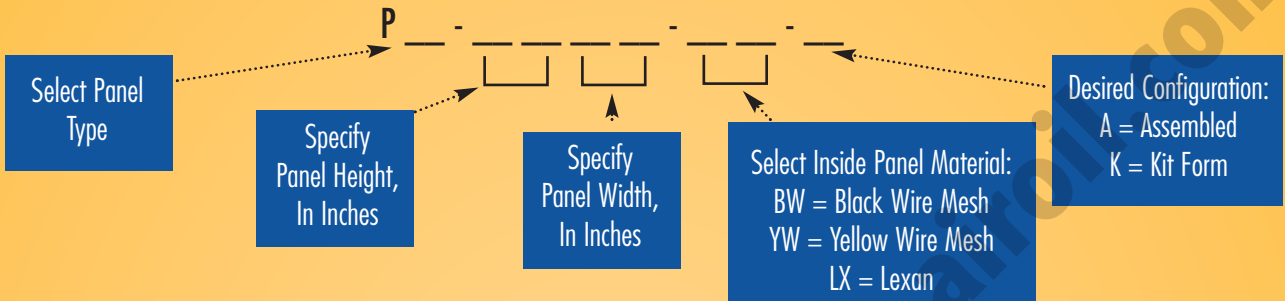 P __ - __ __ __ __ - __ __ - __
Select Panel
Type
Specify
Panel Height,
In Inches
Specify
Panel Width,
In Inches
Select Inside Panel Material:
BW = Black Wire Mesh
YW = Yellow Wire Mesh
LX = Lexan
Desired Configuration:
A = Assembled
K = Kit Form
airoil.com